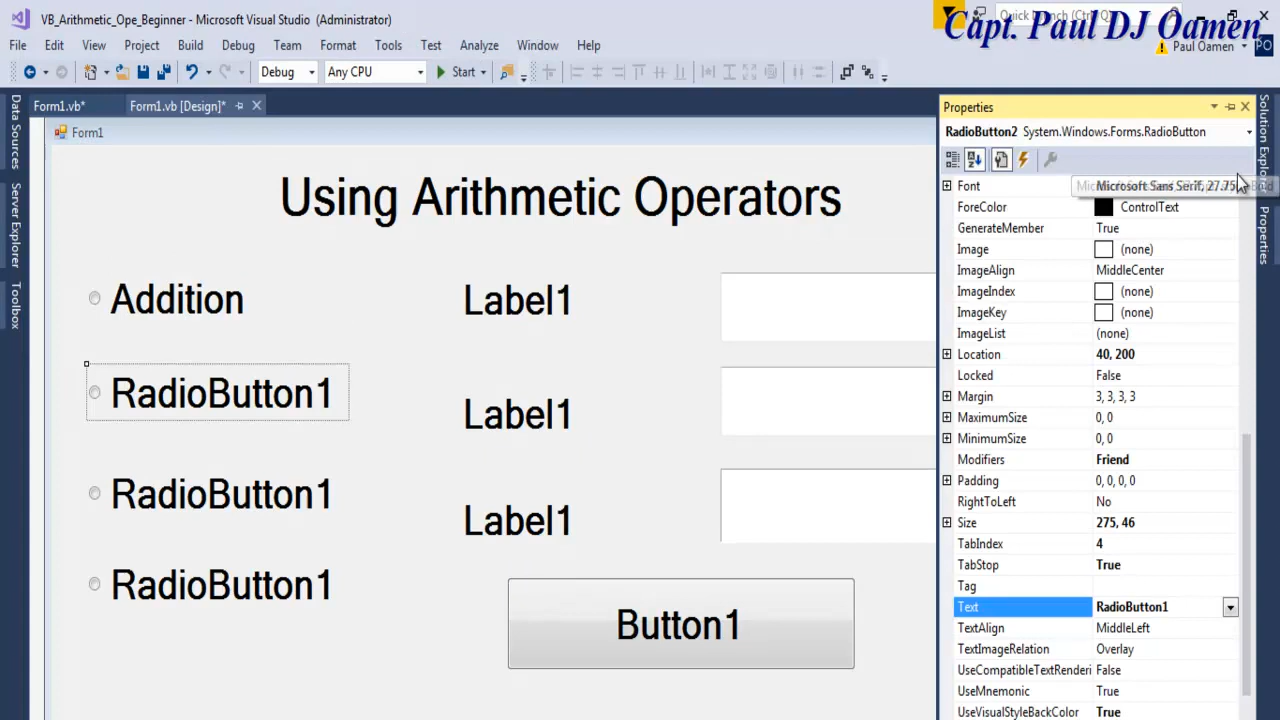 VB_Arithmetic_Ope_Beginner - Microsoft Visual Studio (Administrator)
Capt. Paul DJ Oamen
File Edit View Project Build Debug Team Format Tools Test Analyze Window Help
Paul Oamen PO
Debug Any CPU Start
Form1.vb* Form1.vb [Design]*
Data Sources
Server Explorer
Toolbox
Form1
Using Arithmetic Operators
Addition Label1
RadioButton1 Label1
RadioButton1 Label1
RadioButton1
Button1
Properties
RadioButton2 System.Windows.Forms.RadioButton
Font Microsoft Sans Serif, 27.75
ForeColor ControlText
GenerateMember True
Image (none)
ImageAlign MiddleCenter
ImageIndex (none)
ImageKey (none)
ImageList (none)
Location 40, 200
Locked False
Margin 3, 3, 3, 3
MaximumSize 0, 0
MinimumSize 0, 0
Modifiers Friend
Padding 0, 0, 0, 0
RightToLeft No
Size 275, 46
TabIndex 4
TabStop True
Tag
Text RadioButton1
TextAlign MiddleLeft
TextImageRelation Overlay
UseCompatibleTextRenderi False
UseMnemonic True
UseVisualStyleBackColor True
Solution Explorer
Properties